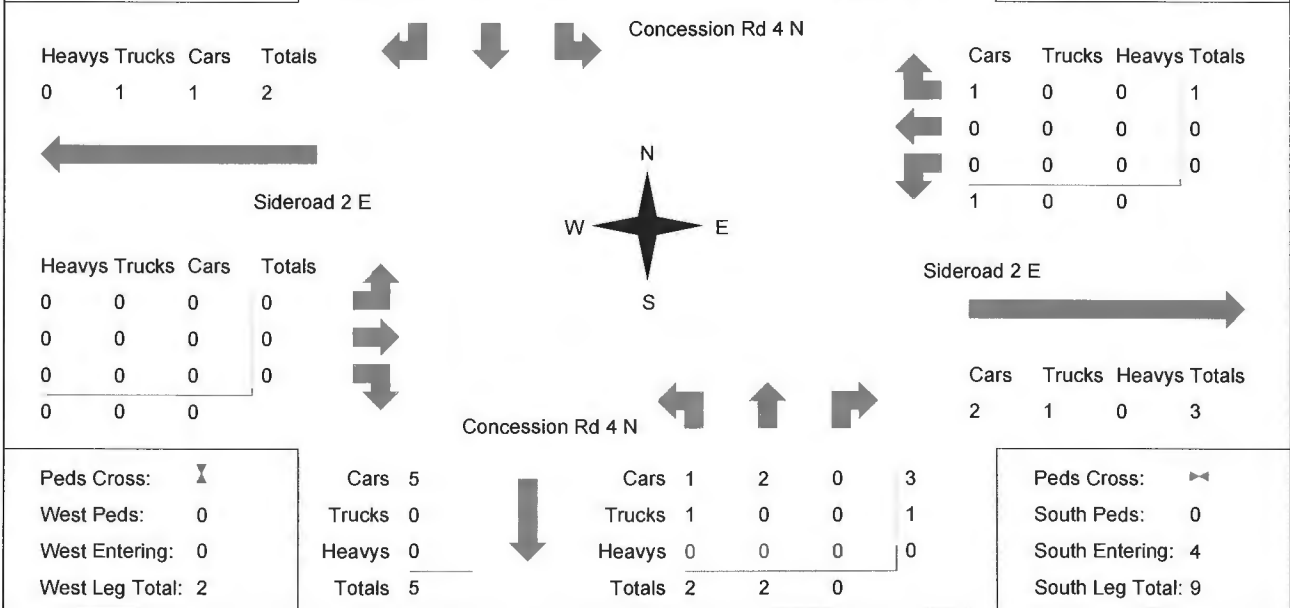 Concession Rd 4 N
Heavys Trucks Cars Totals
0 1 1 2
Cars Trucks Heavys Totals
1 0 0 1
0 0 0 0
0 0 0 0
1 0 0
Sideroad 2 E
N
W E
S
Heavys Trucks Cars Totals
0 0 0 0
0 0 0 0
0 0 0 0
0 0 0
Sideroad 2 E
Cars Trucks Heavys Totals
2 1 0 3
Concession Rd 4 N
Peds Cross:
West Peds: 0
West Entering: 0
West Leg Total: 2
Cars 5
Trucks 0
Heavys 0
Totals 5
Cars 1 2 0 3
Trucks 1 0 0 1
Heavys 0 0 0 0
Totals 2 2 0
Peds Cross:
South Peds: 0
South Entering: 4
South Leg Total: 9